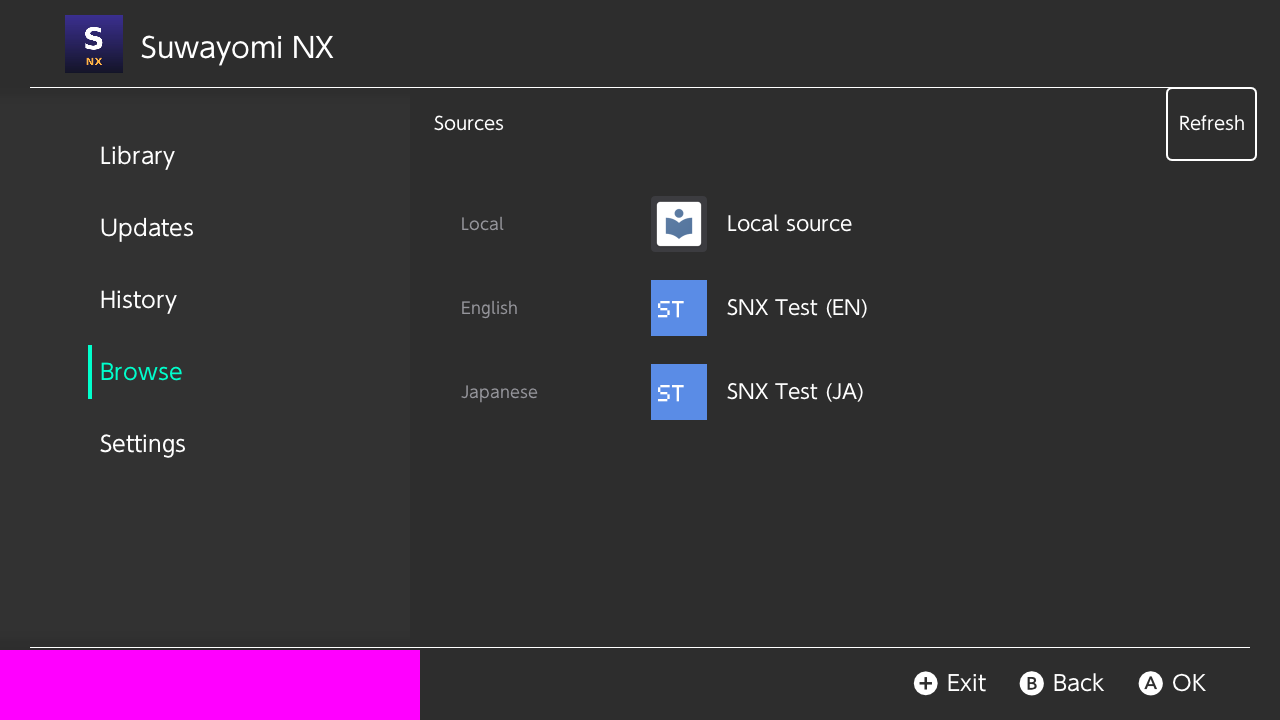 S
NX
Suwayomi NX
Library
Updates
History
Browse
Settings
Sources
Refresh
Local
Local source
English
ST
SNX Test (EN)
Japanese
ST
SNX Test (JA)
+ Exit
B Back
A OK